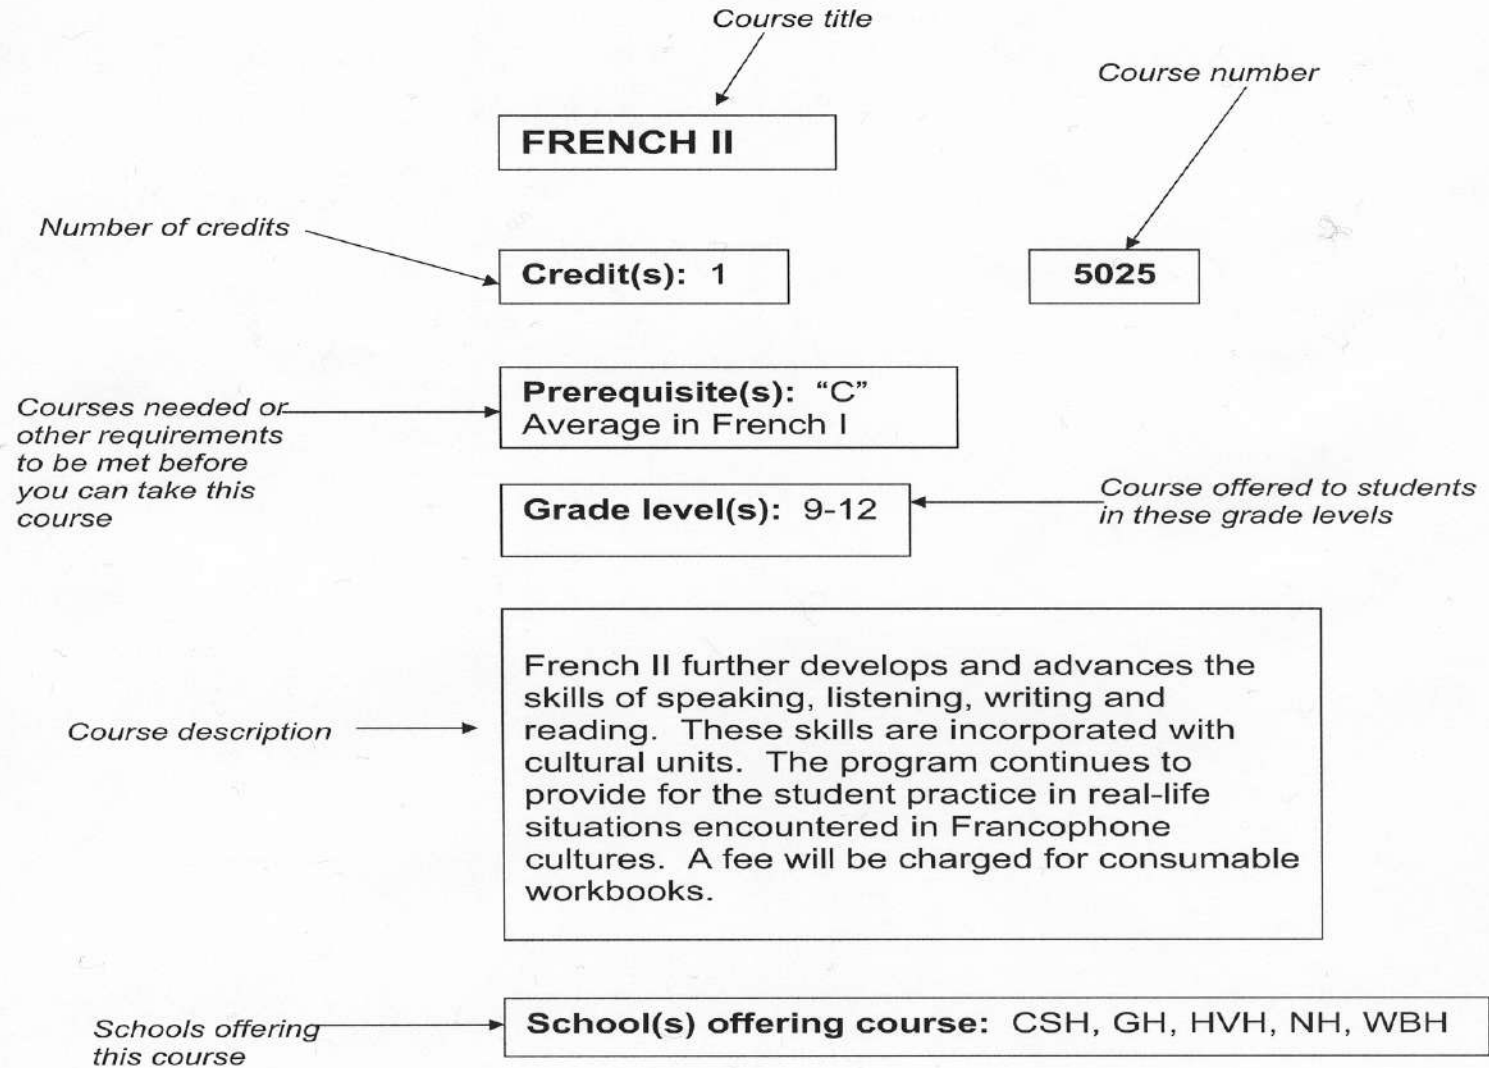 Course title
Course number
FRENCH II
Number of credits
Credit(s):  1
5025
Prerequisite(s):  “C”
Average in French I
Courses needed or
other requirements
to be met before
you can take this
course
Grade level(s):  9-12
Course offered to students
in these grade levels
French II further develops and advances the
skills of speaking, listening, writing and
reading.  These skills are incorporated with
cultural units.  The program continues to
provide for the student practice in real-life
situations encountered in Francophone
cultures.  A fee will be charged for consumable
workbooks.
Course description
School(s) offering course:  CSH, GH, HVH, NH, WBH
Schools offering
this course